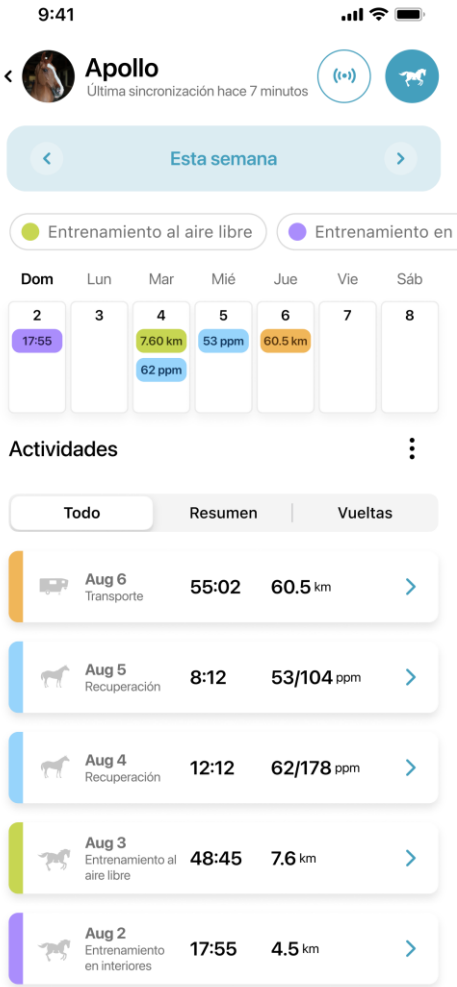 9:41
Apollo
Última sincronización hace 7 minutos
Esta semana
Entrenamiento al aire libre
Entrenamiento en
Dom Lun Mar Mié Jue Vie Sáb
2 3 4 5 6 7 8
17:55 7.60 km 53 ppm 60.5 km
62 ppm
Actividades
Todo Resumen Vueltas
Aug 6
Transporte
55:02 60.5 km
Aug 5
Recuperación
8:12 53/104 ppm
Aug 4
Recuperación
12:12 62/178 ppm
Aug 3
Entrenamiento al
aire libre
48:45 7.6 km
Aug 2
Entrenamiento
en interiores
17:55 4.5 km